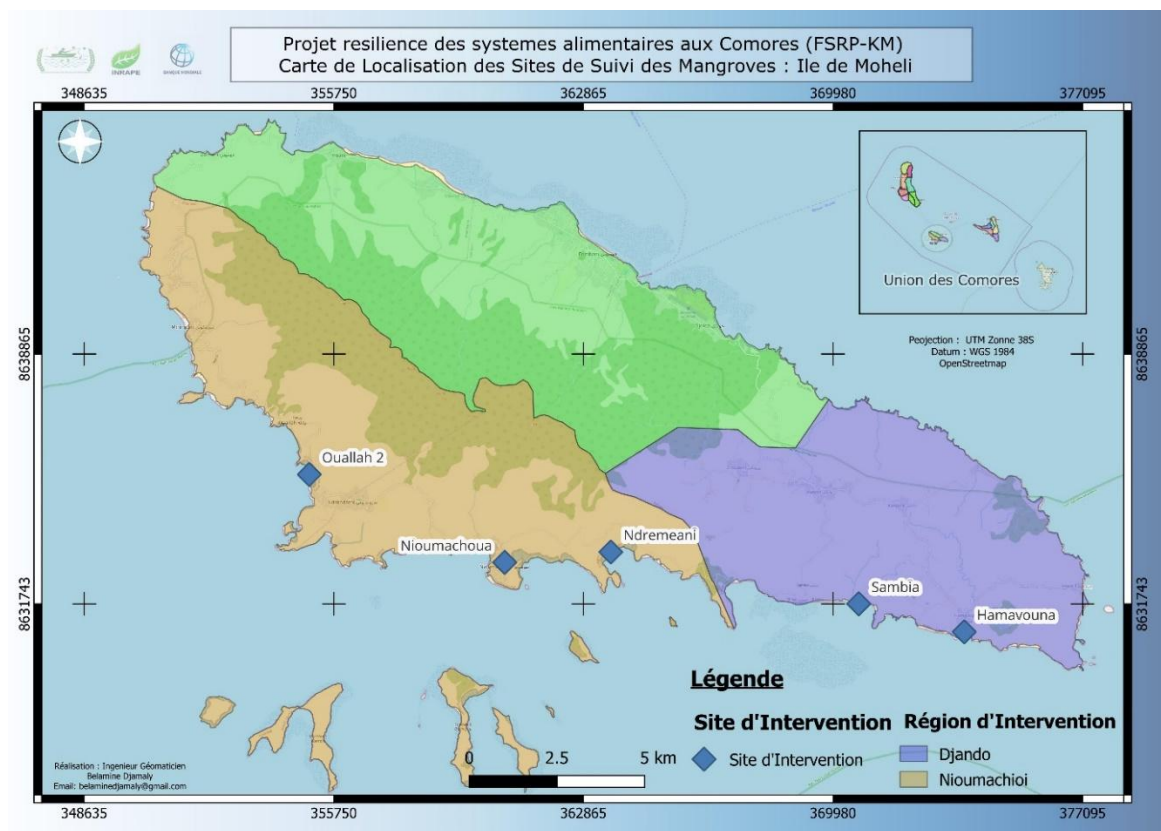 Projet resilience des systemes alimentaires aux Comores (FSRP-KM)
Carte de Localisation des Sites de Suivi des Mangroves : Ile de Moheli
INRAPE
BANQUE MONDIALE
348635 355750 362865 369980 377095
Union des Comores
Peojection : UTM Zonne 38S
Datum : WGS 1984
OpenStreetmap
8638865
8638865
Ouallah 2
Nioumachoua
Ndremeani
Sambia
Hamavouna
8631743
8631743
Légende
Site d'Intervention
Site d'Intervention
Région d'Intervention
Djando
Nioumachioi
0 2.5 5 km
Réalisation : Ingenieur Géomaticien
Belamine Djamaly
Email: belaminedjamaly@gmail.com
348635 355750 362865 369980 377095